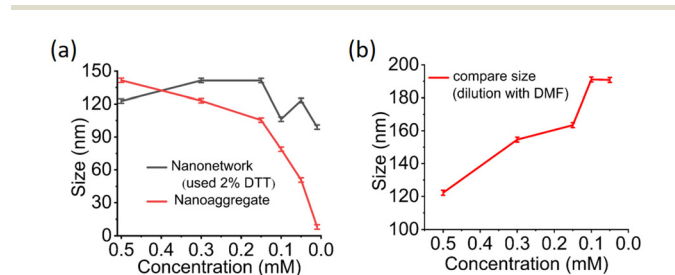 (a)
150
120
90
60
30
0
Size (nm)
Nanonetwork
(used 2% DTT)
Nanoaggregate
0.5 0.4 0.3 0.2 0.1 0.0
Concentration (mM)
(b)
200
180
160
140
120
100
Size (nm)
compare size
(dilution with DMF)
0.5 0.4 0.3 0.2 0.1 0.0
Concentration (mM)